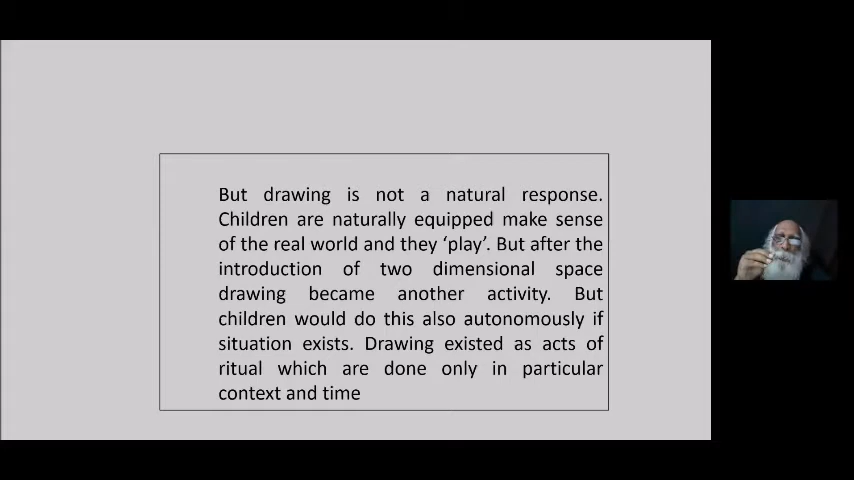 But drawing is not a natural response.
Children are naturally equipped make sense
of the real world and they ‘play’. But after the
introduction of two dimensional space
drawing became another activity. But
children would do this also autonomously if
situation exists. Drawing existed as acts of
ritual which are done only in particular
context and time